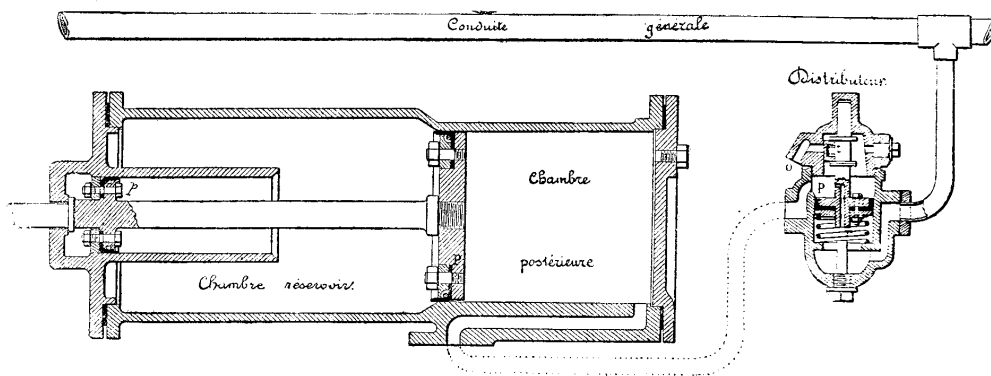 Conduite générale
Distributeur
P
o
P
Chambre
Chambre réservoir.
postérieure
P